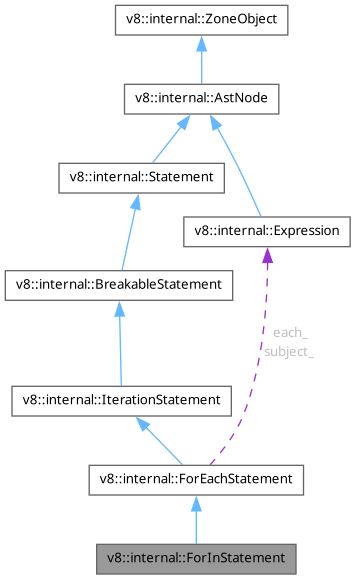 v8::internal::ZoneObject
v8::internal::AstNode
v8::internal::Statement
v8::internal::Expression
v8::internal::BreakableStatement
each_
subject_
v8::internal::IterationStatement
v8::internal::ForEachStatement
v8::internal::ForInStatement